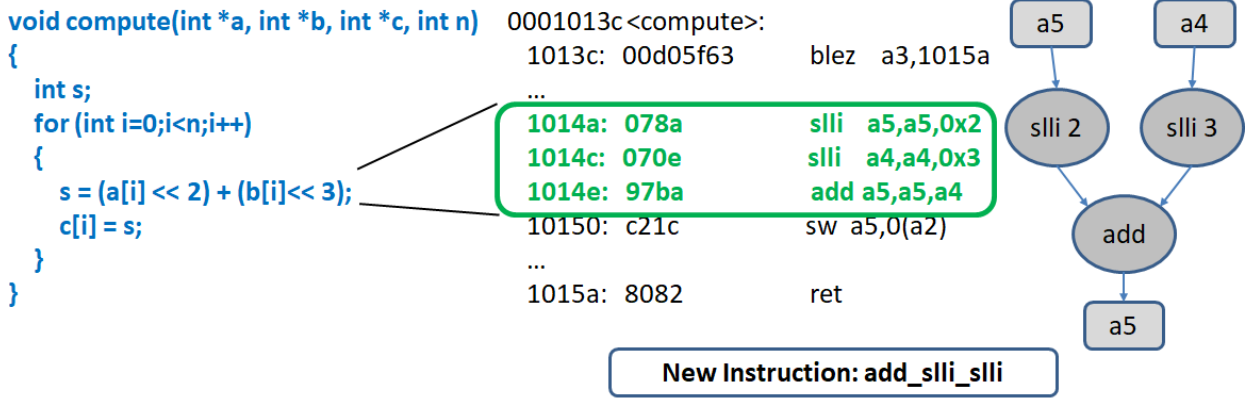 void compute(int *a, int *b, int *c, int n)
{
int s;
for (int i=0;i<n;i++)
{
s = (a[i] << 2) + (b[i]<< 3);
c[i] = s;
}
}
0001013c <compute>:
1013c: 00d05f63 blez a3,1015a
...
1014a: 078a slli a5,a5,0x2
1014c: 070e slli a4,a4,0x3
1014e: 97ba add a5,a5,a4
10150: c21c sw a5,0(a2)
...
1015a: 8082 ret
a5 a4
slli 2 slli 3
add
a5
New Instruction: add_slli_slli